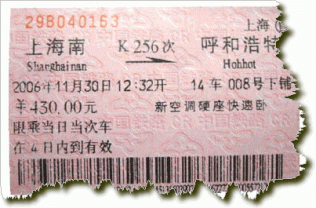 29B040153
上海
上海南 K 256次 呼和浩特
Shanghainan Hohhot
2006年11月30日 12:32开 14车 008号下铺
￥430.00元 新空调硬座快速卧
限乘当日当次车
在4日内到有效